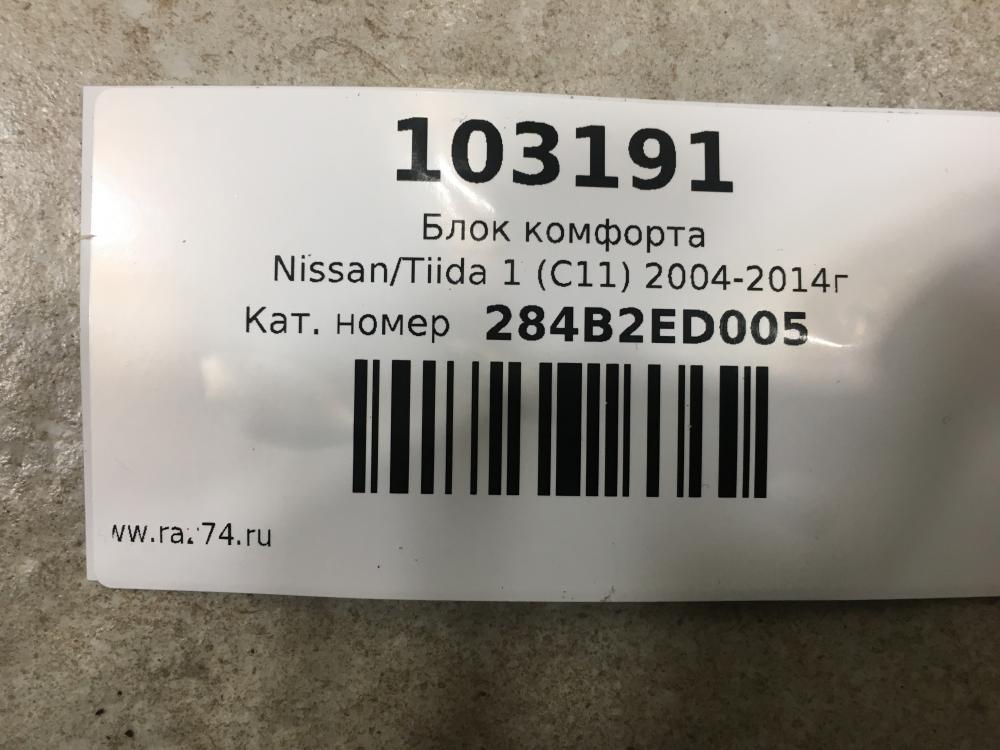 103191
Блок комфорта
Nissan/Tiida 1 (C11) 2004-2014г
Кат. номер 284B2ED005